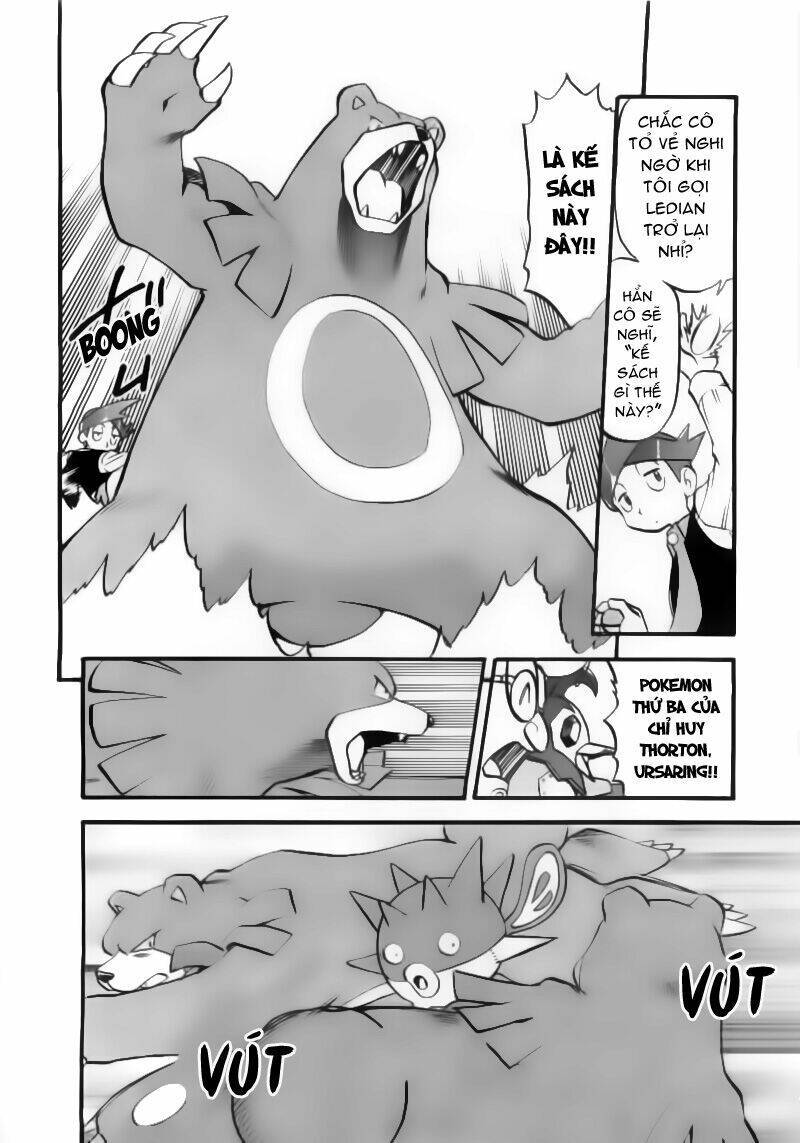 CHẮC CÔ
TỎ VẺ NGHI
NGỜ KHI
TÔI GỌI
LEDIAN
TRỞ LẠI
NHỈ?
HẲN
CÔ SẼ
NGHĨ,
"KẾ
SÁCH
GÌ THẾ
NÀY?"
LÀ KẾ
SÁCH
NÀY
ĐÂY!!
BOONG
POKEMON
THỨ BA CỦA
CHỈ HUY
THORTON,
URSARING!!
VÚT
VÚT